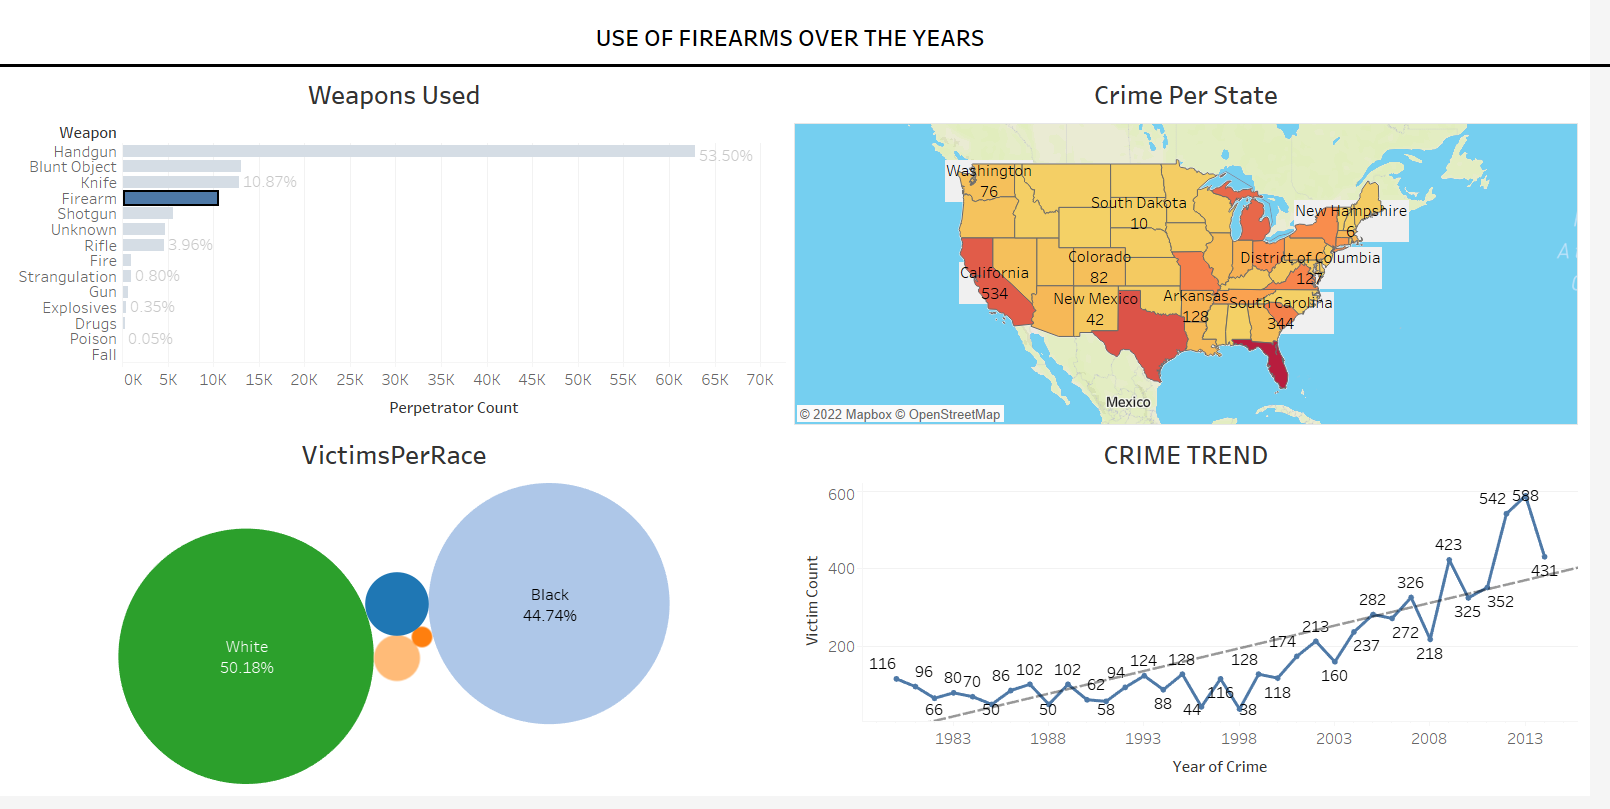 USE OF FIREARMS OVER THE YEARS
Weapons Used
Weapon
Handgun 53.50%
Blunt Object
Knife 10.87%
Firearm
Shotgun
Unknown
Rifle 3.96%
Fire
Strangulation 0.80%
Gun
Explosives 0.35%
Drugs
Poison 0.05%
Fall
0K 5K 10K 15K 20K 25K 30K 35K 40K 45K 50K 55K 60K 65K 70K
Perpetrator Count
Crime Per State
Washington
76
South Dakota
10
New Hampshire
6
Colorado
82
District of Columbia
127
California
534
New Mexico
42
Arkansas
128
South Carolina
344
Mexico
© 2022 Mapbox © OpenStreetMap
VictimsPerRace
White
50.18%
Black
44.74%
CRIME TREND
Victim Count
600
400
200
116 96 66 80 70 50 86 102 50 102 62 58 94 124 88 128 44 116 38 128 118 174 213 160 237 282 272 326 218 423 325 352 542 588 431
1983 1988 1993 1998 2003 2008 2013
Year of Crime